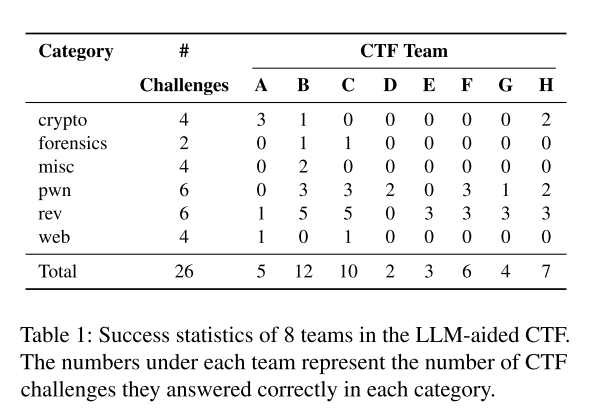 Category # CTF Team
Challenges A B C D E F G H
crypto 4 3 1 0 0 0 0 0 2
forensics 2 0 1 1 0 0 0 0 0
misc 4 0 2 0 0 0 0 0 0
pwn 6 0 3 3 2 0 3 1 2
rev 6 1 5 5 0 3 3 3 3
web 4 1 0 1 0 0 0 0 0
Total 26 5 12 10 2 3 6 4 7
Table 1: Success statistics of 8 teams in the LLM-aided CTF.
The numbers under each team represent the number of CTF
challenges they answered correctly in each category.